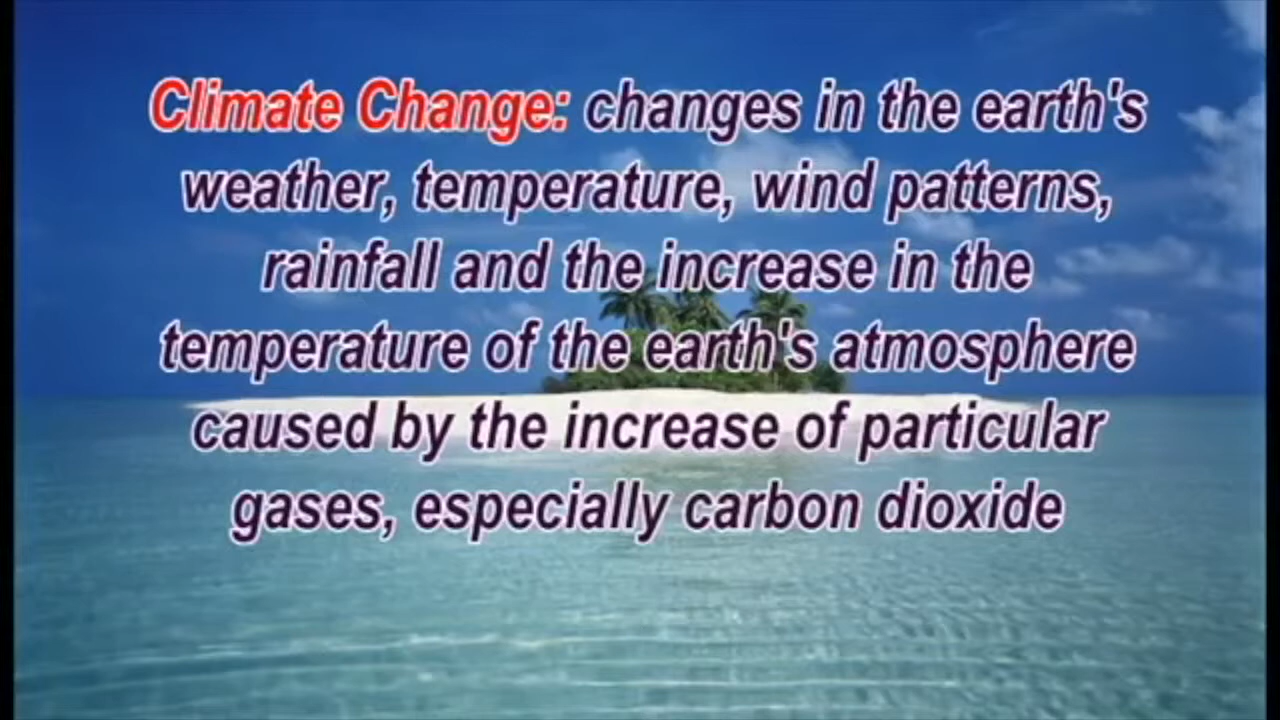 Climate Change: changes in the earth's
weather, temperature, wind patterns,
rainfall and the increase in the
temperature of the earth's atmosphere
caused by the increase of particular
gases, especially carbon dioxide